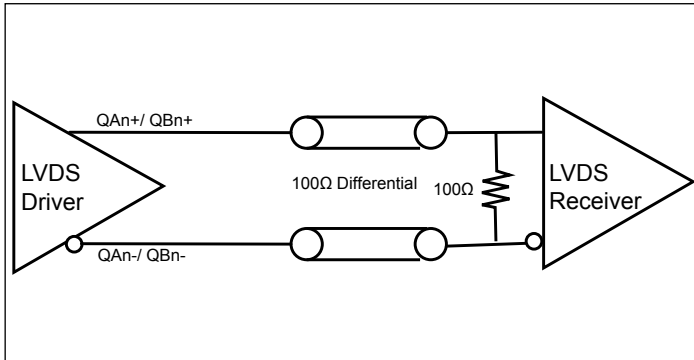 QAn+/ QBn+
LVDS
Driver
100Ω Differential
100Ω
LVDS
Receiver
QAn-/ QBn-